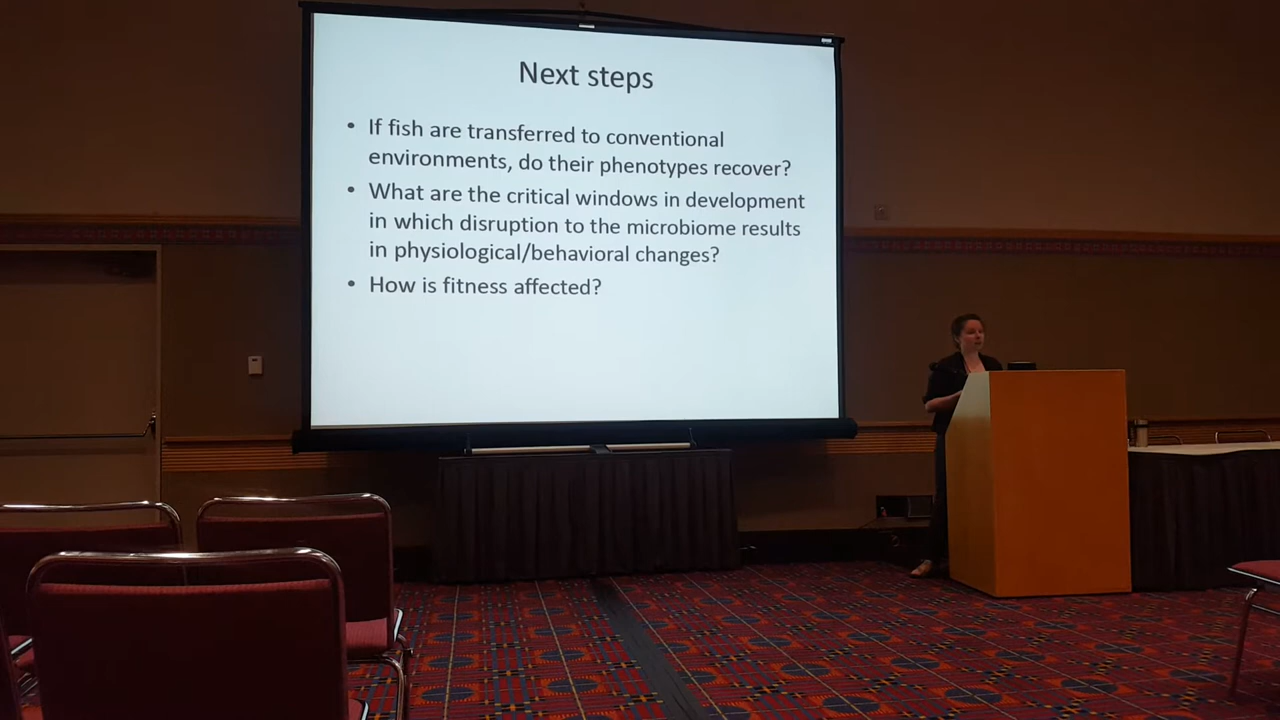 Next steps
• If fish are transferred to conventional
environments, do their phenotypes recover?
• What are the critical windows in development
in which disruption to the microbiome results
in physiological/behavioral changes?
• How is fitness affected?